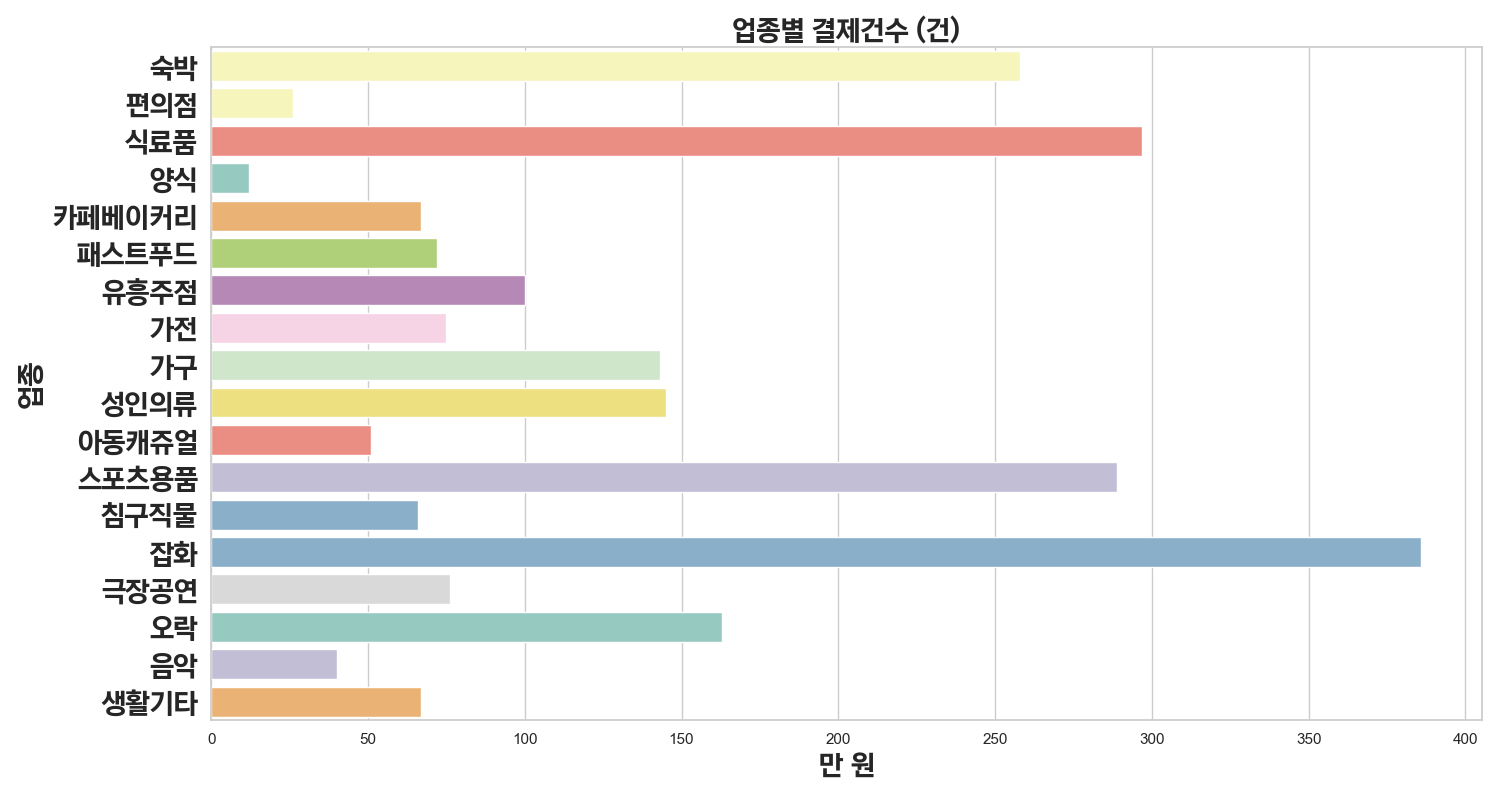 업종별 결제건수 (건)
업종
숙박
편의점
식료품
양식
카페베이커리
패스트푸드
유흥주점
가전
가구
성인의류
아동캐쥬얼
스포츠용품
침구직물
잡화
극장공연
오락
음악
생활기타
0 50 100 150 200 250 300 350 400
만 원